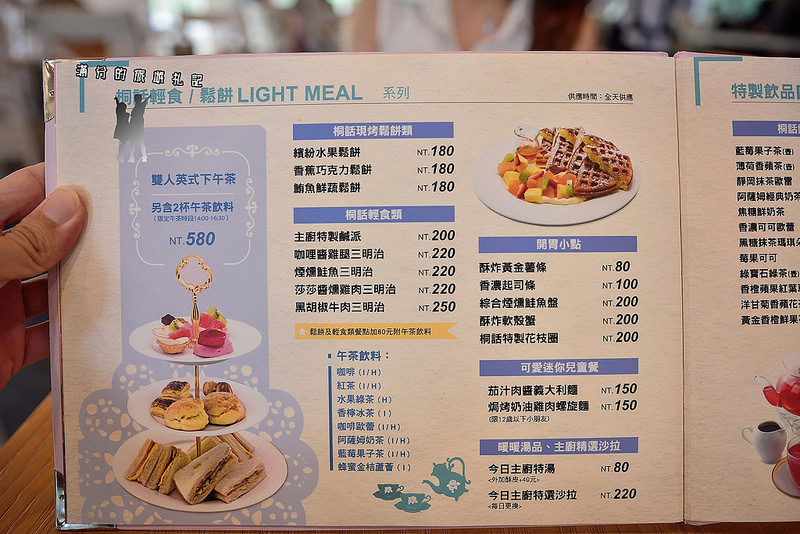 滿分的旅遊札記
桐話輕食 / 鬆餅 LIGHT MEAL 系列
供應時間：全天供應
雙人英式下午茶
另含2杯午茶飲料
(限定午茶時段14:00-16:30)
NT.580
桐話現烤鬆餅類
繽紛水果鬆餅 NT.180
香蕉巧克力鬆餅 NT.180
鮪魚鮮蔬鬆餅 NT.180
桐話輕食類
主廚特製鹹派 NT.200
咖哩醬雞腿三明治 NT.220
煙燻鮭魚三明治 NT.220
莎莎醬燻雞肉三明治 NT.220
黑胡椒牛肉三明治 NT.250
鬆餅及輕食類餐點加80元附午茶飲料
午茶飲料：
咖啡 (I/H)
紅茶 (I/H)
水果綠茶 (H)
香檸冰茶 (I)
咖啡歐蕾 (I/H)
阿薩姆奶茶 (I/H)
藍莓果子茶 (I/H)
蜂蜜金桔蘆薈 (I)
開胃小點
酥炸黃金薯條 NT.80
香濃起司條 NT.100
綜合煙燻鮭魚盤 NT.200
酥炸軟殼蟹 NT.200
桐話特製花枝圈 NT.200
可愛迷你兒童餐
茄汁肉醬義大利麵 NT.150
焗烤奶油雞肉螺旋麵 NT.150
(限12歲以下小朋友)
暖暖湯品、主廚精選沙拉
今日主廚特湯 NT.80
<外加酥皮+40元>
今日主廚特選沙拉 NT.220
<每日更換>
特製飲品
桐話
藍莓果子茶(壺)
薄荷香蘋茶(壺)
靜岡抹茶歐蕾
阿薩姆經典奶茶
焦糖鮮奶茶
香濃可可歐蕾
黑糖抹茶瑪琪朵
莓果可可
綠寶石綠茶(壺)
香橙蘋果紅葉
洋甘菊香蘋花
黃金香橙鮮果